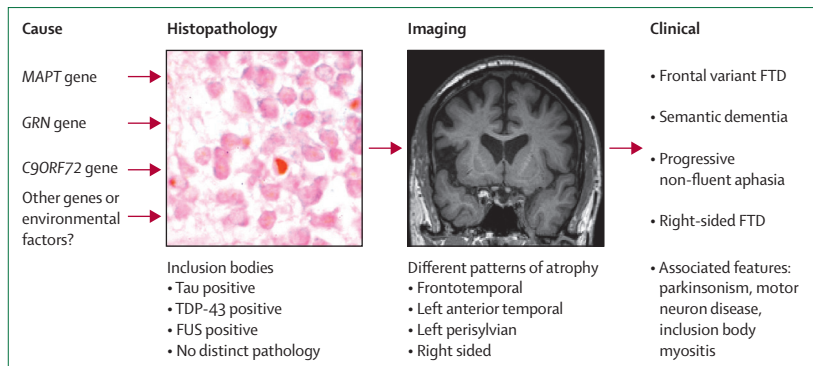 Cause
MAPT gene
GRN gene
C9ORF72 gene
Other genes or
environmental
factors?
Histopathology
Inclusion bodies
• Tau positive
• TDP-43 positive
• FUS positive
• No distinct pathology
Imaging
Different patterns of atrophy
• Frontotemporal
• Left anterior temporal
• Left perisylvian
• Right sided
Clinical
• Frontal variant FTD
• Semantic dementia
• Progressive
non-fluent aphasia
• Right-sided FTD
• Associated features:
parkinsonism, motor
neuron disease,
inclusion body
myositis